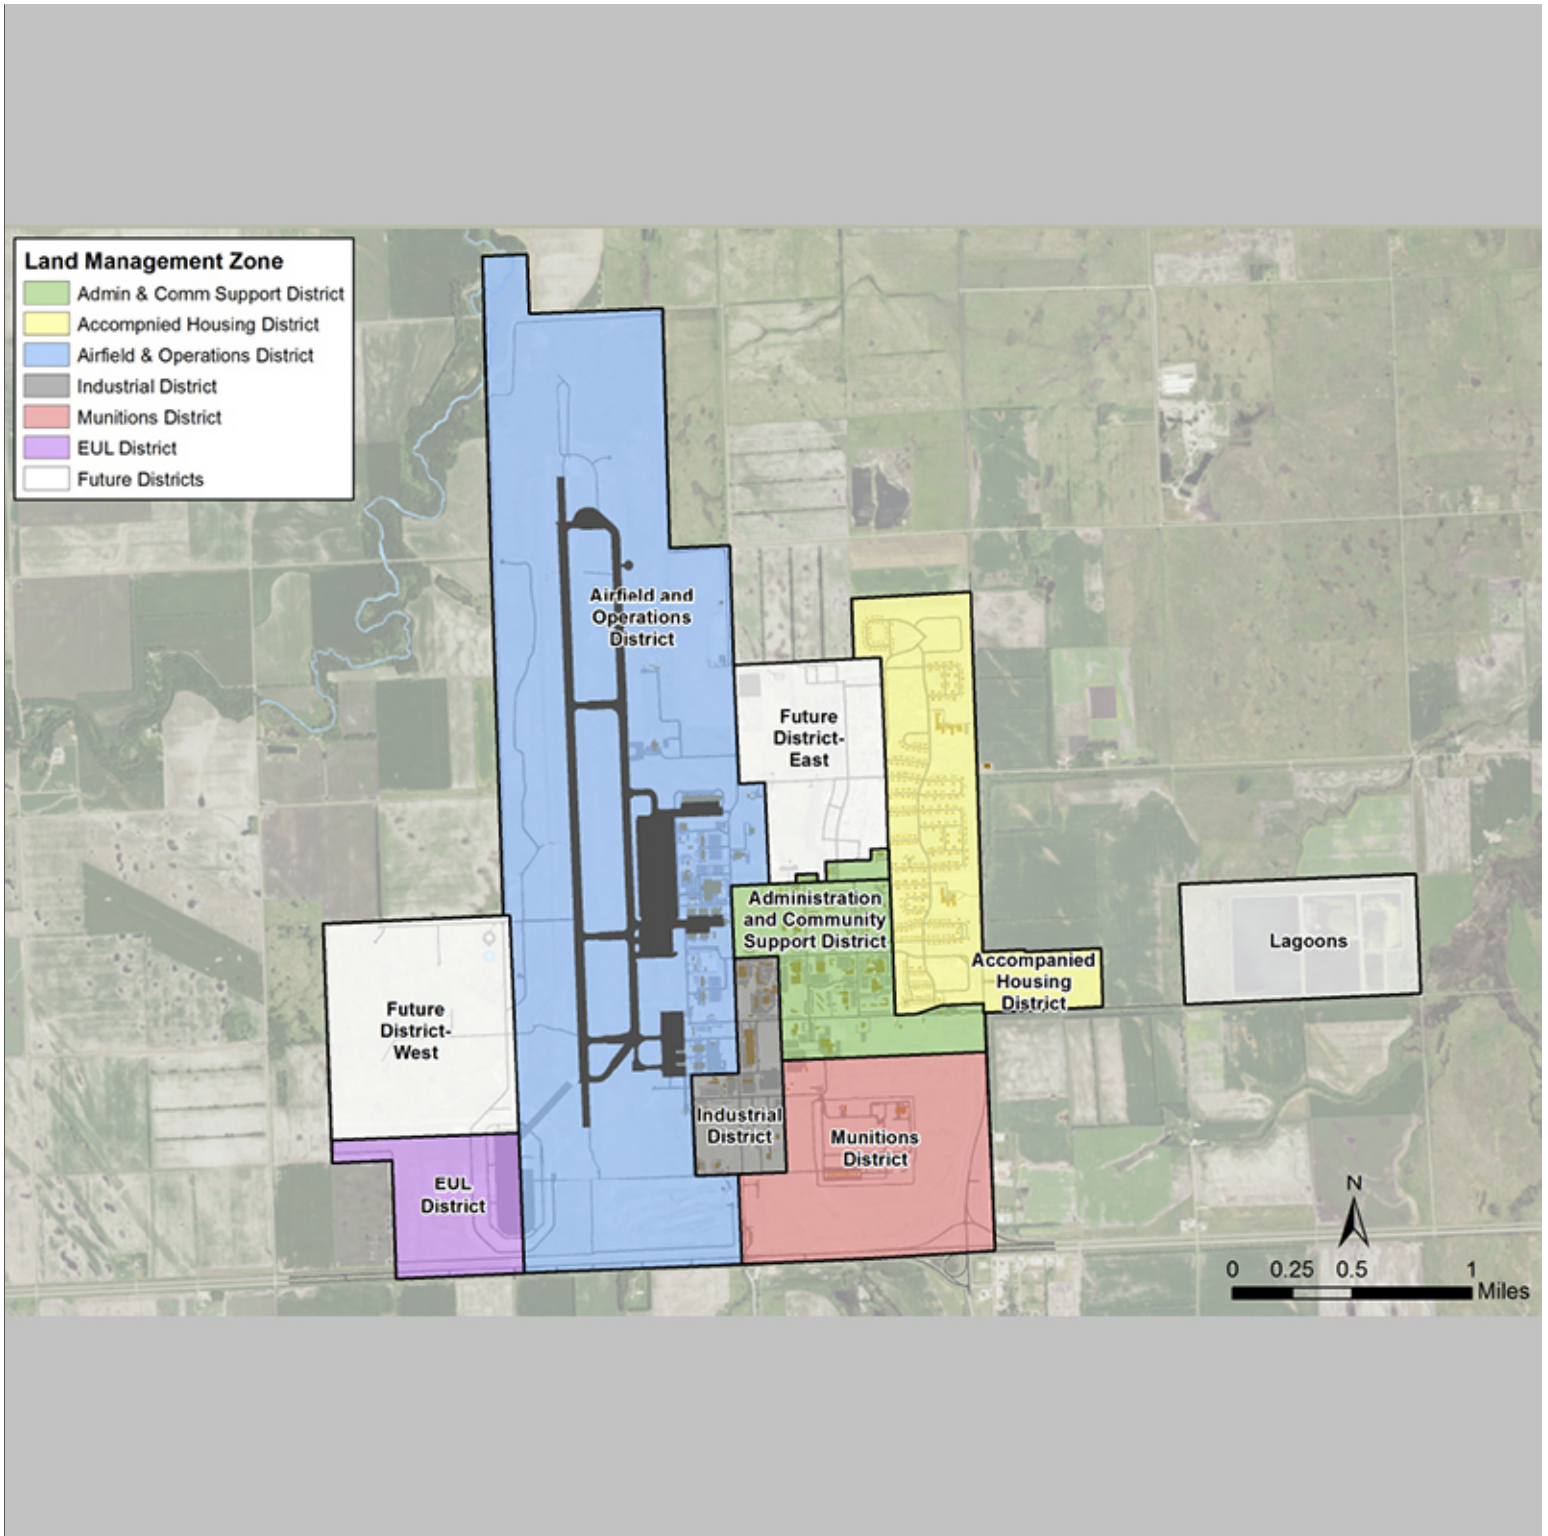 Land Management Zone
Admin & Comm Support District
Accompnied Housing District
Airfield & Operations District
Industrial District
Munitions District
EUL District
Future Districts
Airfield and
Operations
District
Future
District-
East
Administration
and Community
Support District
Accompanied
Housing
District
Lagoons
Future
District-
West
Industrial
District
Munitions
District
EUL
District
N
0 0.25 0.5 1
Miles